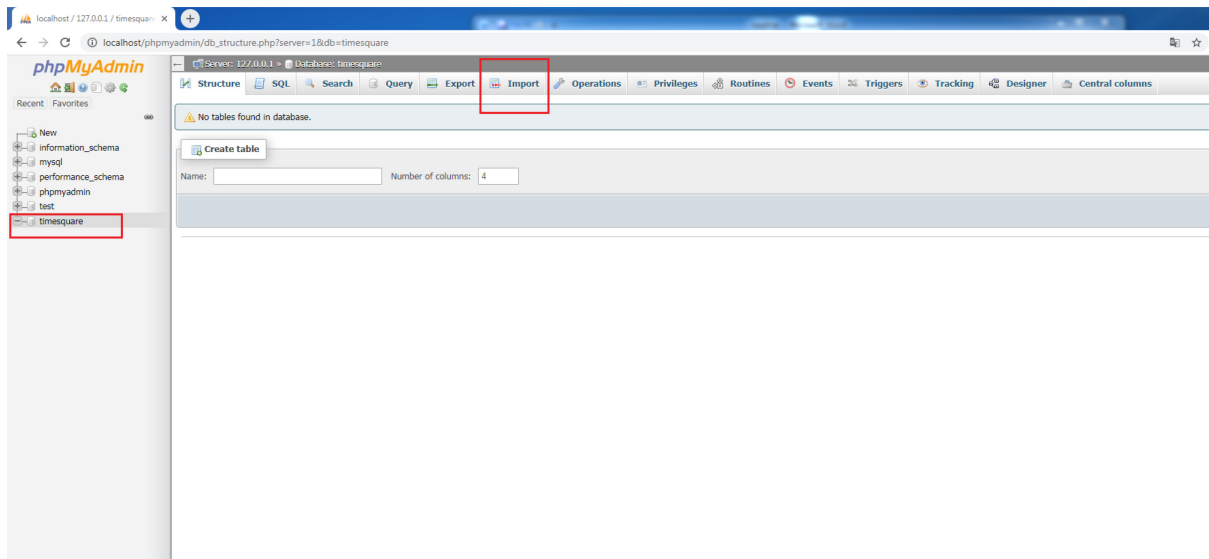 localhost / 127.0.0.1 / timesquare
localhost/phpmyadmin/db_structure.php?server=1&db=timesquare
phpMyAdmin
Recent Favorites
New
information_schema
mysql
performance_schema
phpmyadmin
test
timesquare
Server: 127.0.0.1 » Database: timesquare
Structure SQL Search Query Export Import Operations Privileges Routines Events Triggers Tracking Designer Central columns
No tables found in database.
Create table
Name: Number of columns: 4